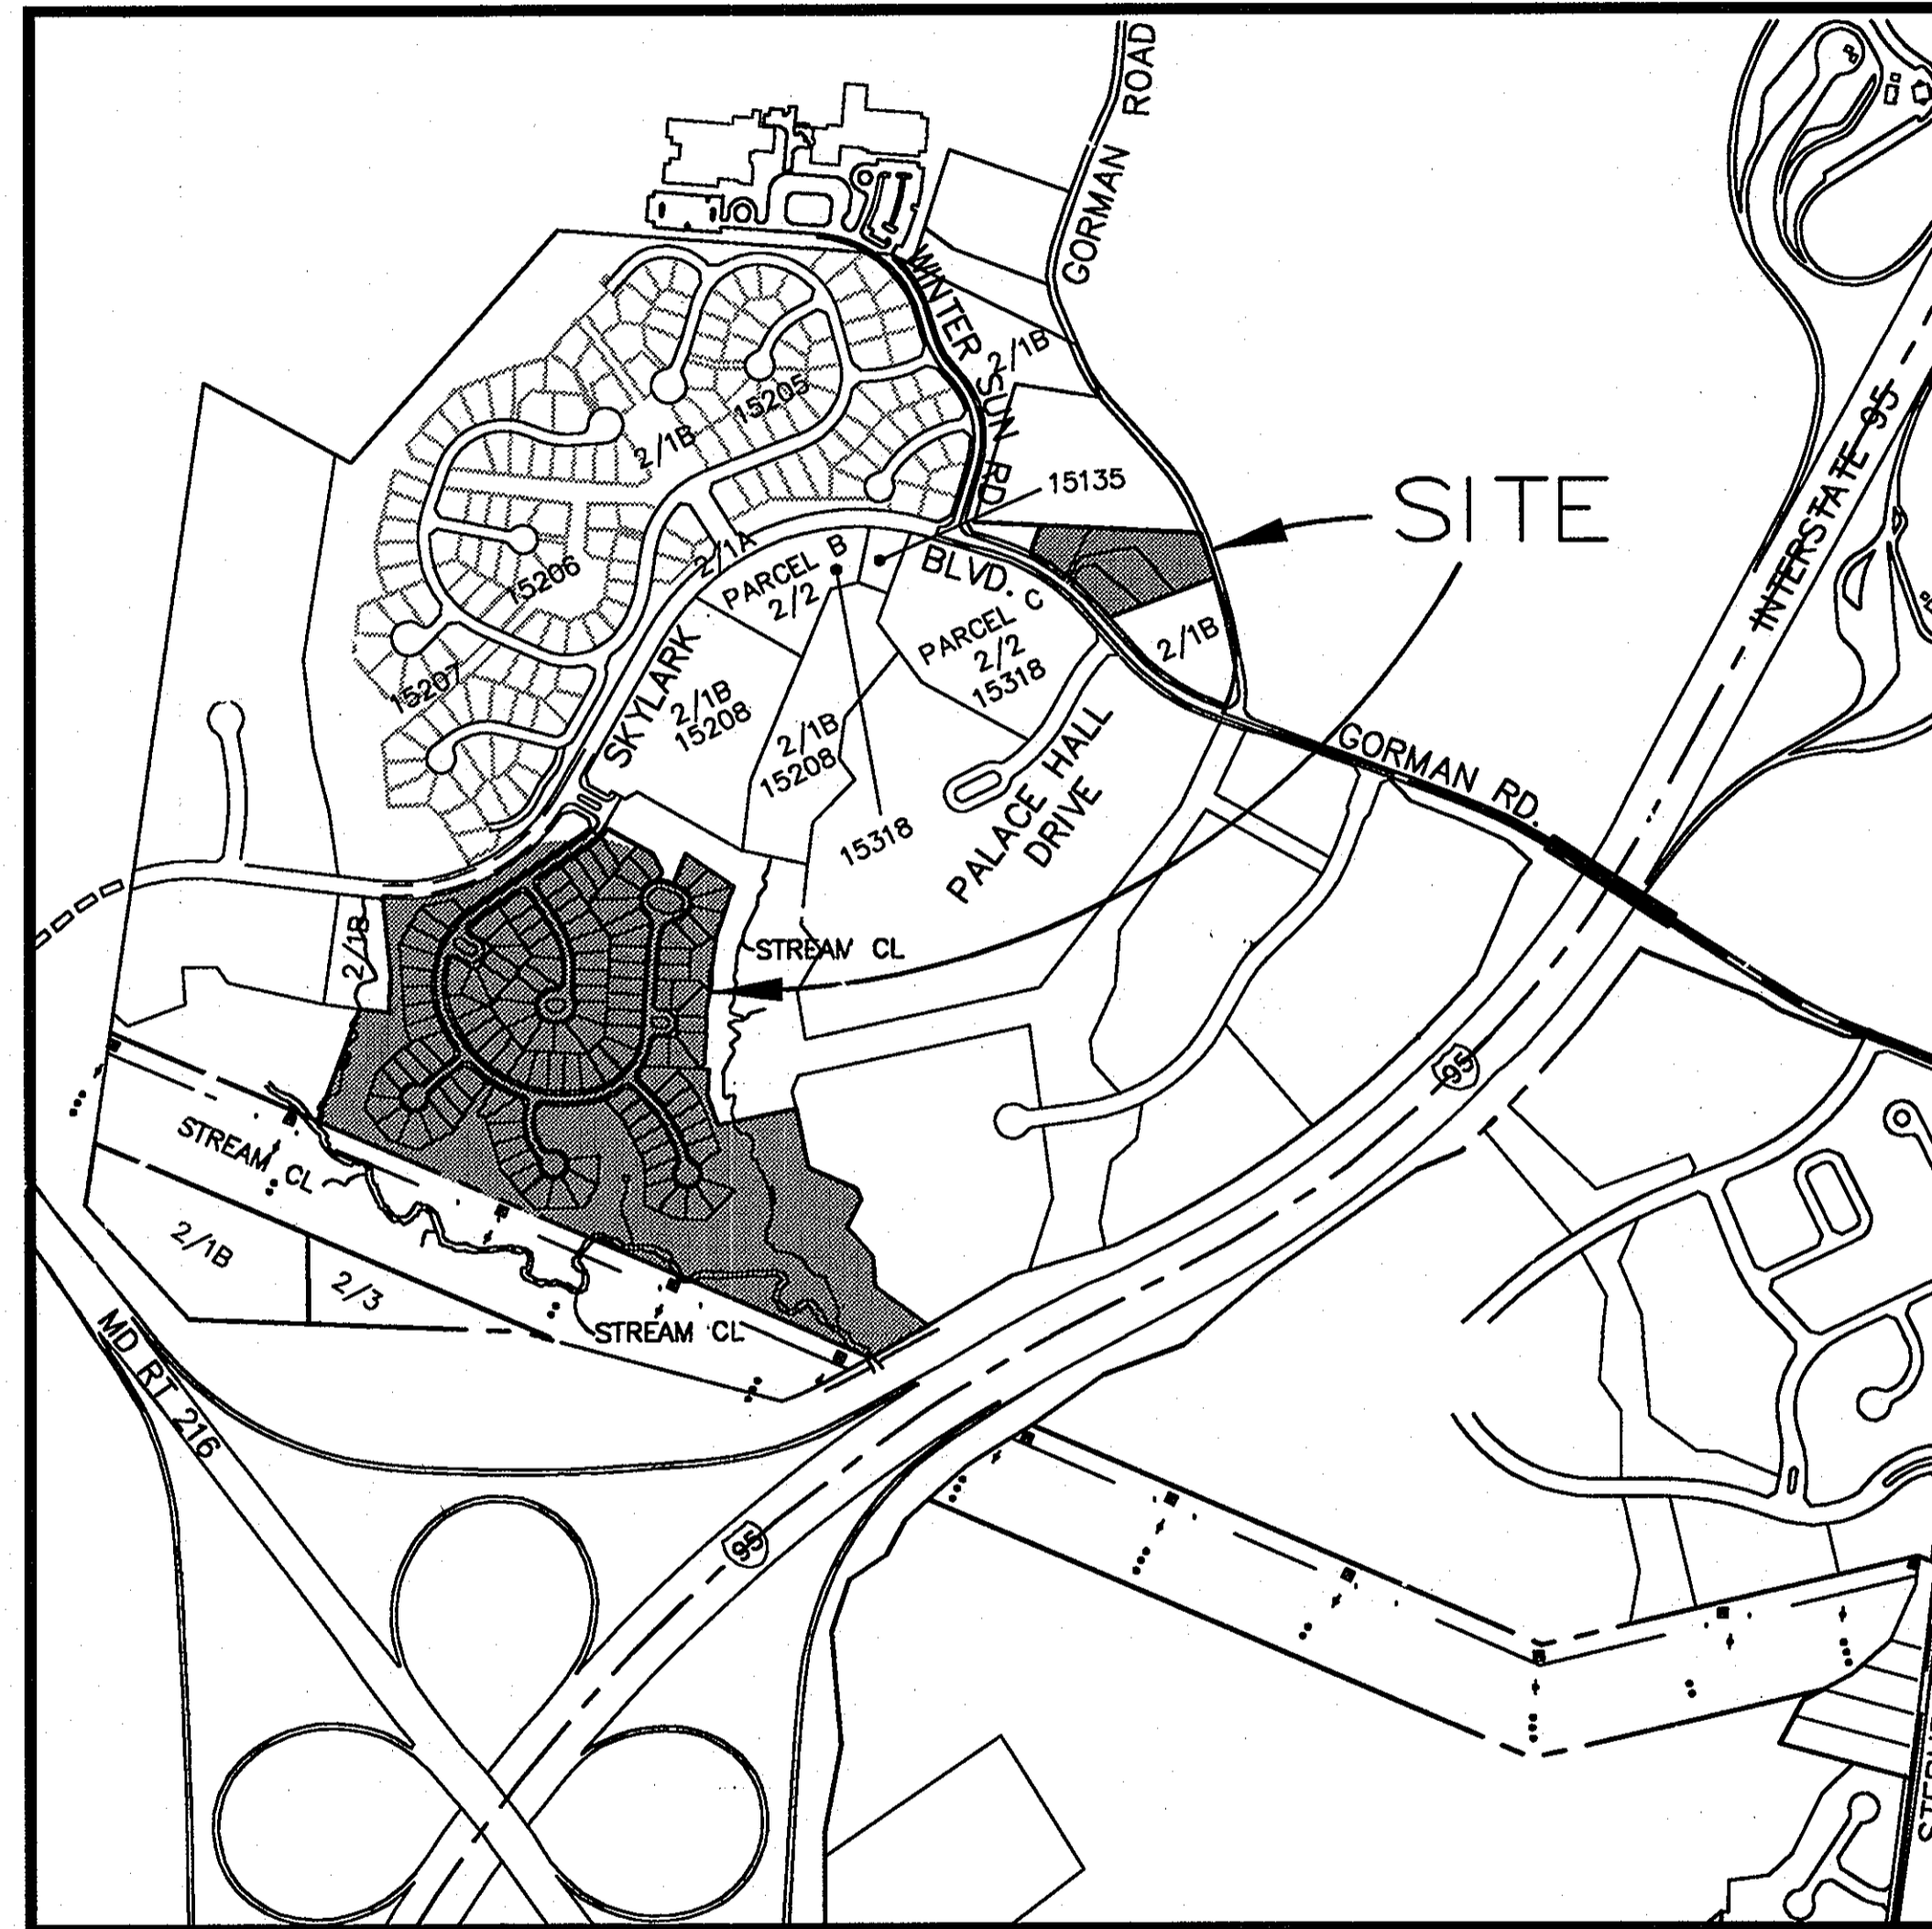 GORMAN ROAD
WINTER SUN RD.
2/1B
15205
2/1B
15135
SITE
INTERSTATE 95
15206
2/1A
PARCEL B
2/2
BLVD.
C
PARCEL
2/2
15318
2/1B
15207
SKYLARK
2/1B
15208
2/1B
15208
15318
PALACE HALL
DRIVE
GORMAN RD.
2/1B
STREAM CL
95
STREAM CL
2/1B
2/3
STREAM CL
MD RT 216
95